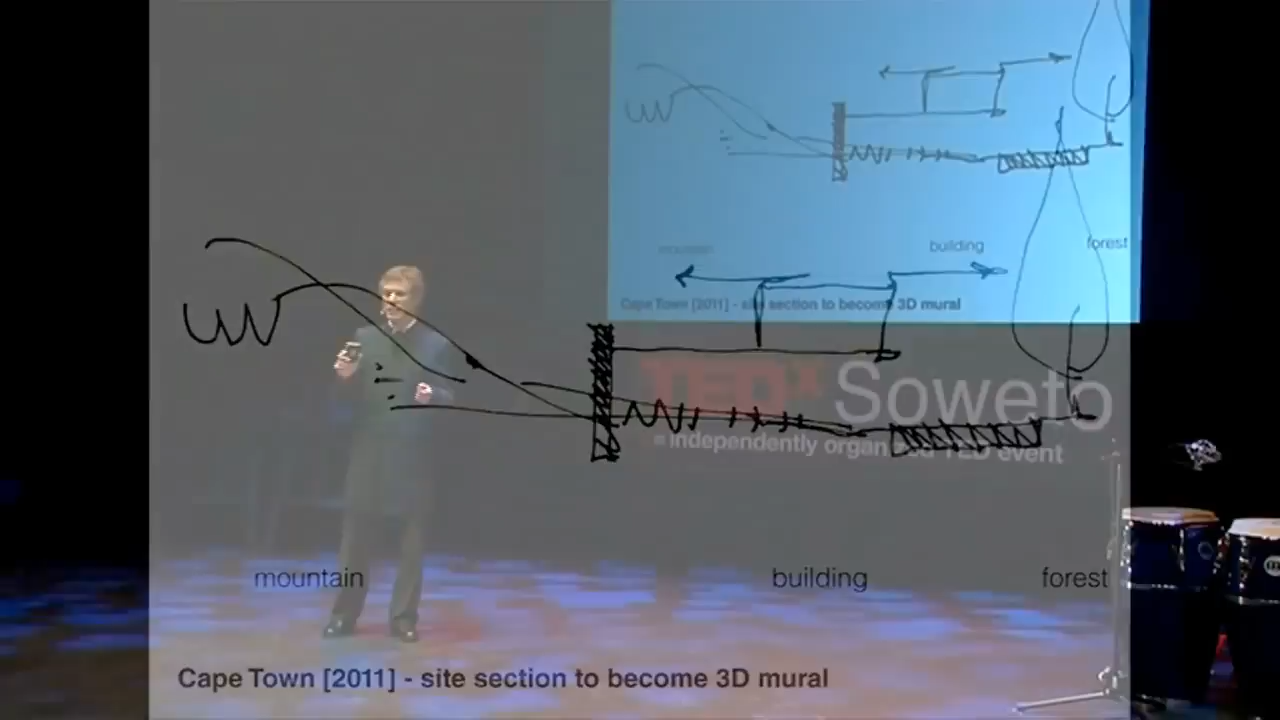 mountain
building
forest
Cape Town [2011] - site section to become 3D mural
TEDx Soweto
independently organized TED event
mountain
building
forest
Cape Town [2011] - site section to become 3D mural